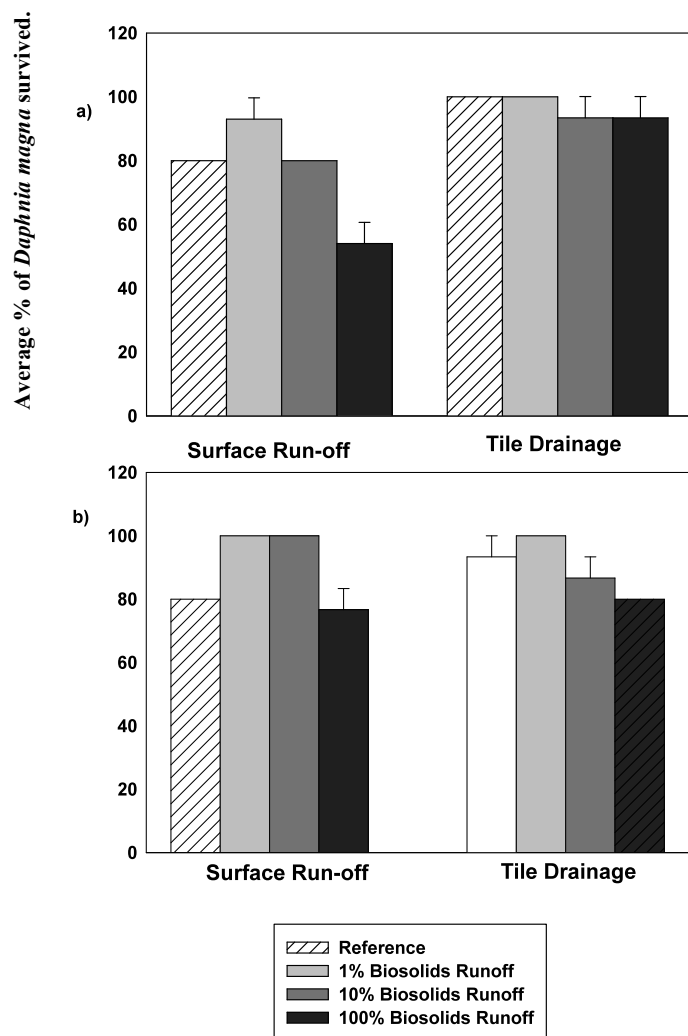 Average % of Daphnia magna survived.
a)
120
100
80
60
40
20
0
Surface Run-off Tile Drainage
b)
120
100
80
60
40
20
0
Surface Run-off Tile Drainage
Reference
1% Biosolids Runoff
10% Biosolids Runoff
100% Biosolids Runoff